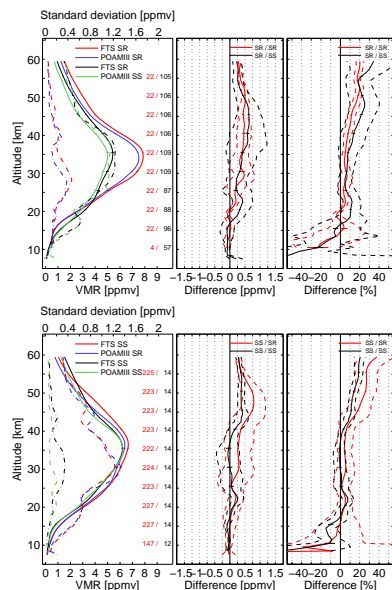 Standard deviation [ppmv]
0 0.4 0.8 1.2 1.6 2
FTS SR
POAMIII SR
FTS SR
POAMIII SS
SR / SR
SR / SS
SR / SR
SR / SS
60
50
40
30
20
10
Altitude [km]
22 / 105
22 / 106
22 / 106
22 / 106
22 / 109
22 / 109
22 / 87
22 / 88
22 / 96
4 / 57
0 1 2 3 4 5 6 7 8 9
VMR [ppmv]
−1.5 −1 −0.5 0 0.5 1 1.5
Difference [ppmv]
−40 −20 0 20 40
Difference [%]
Standard deviation [ppmv]
0 0.4 0.8 1.2 1.6 2
FTS SS
POAMIII SR
FTS SS
POAMIII SS
SS / SR
SS / SS
SS / SR
SS / SS
60
50
40
30
20
10
Altitude [km]
225 / 14
223 / 14
223 / 14
222 / 14
224 / 14
223 / 14
227 / 14
227 / 14
147 / 12
0 1 2 3 4 5 6 7 8 9
VMR [ppmv]
−1.5 −1 −0.5 0 0.5 1 1.5
Difference [ppmv]
−40 −20 0 20 40
Difference [%]